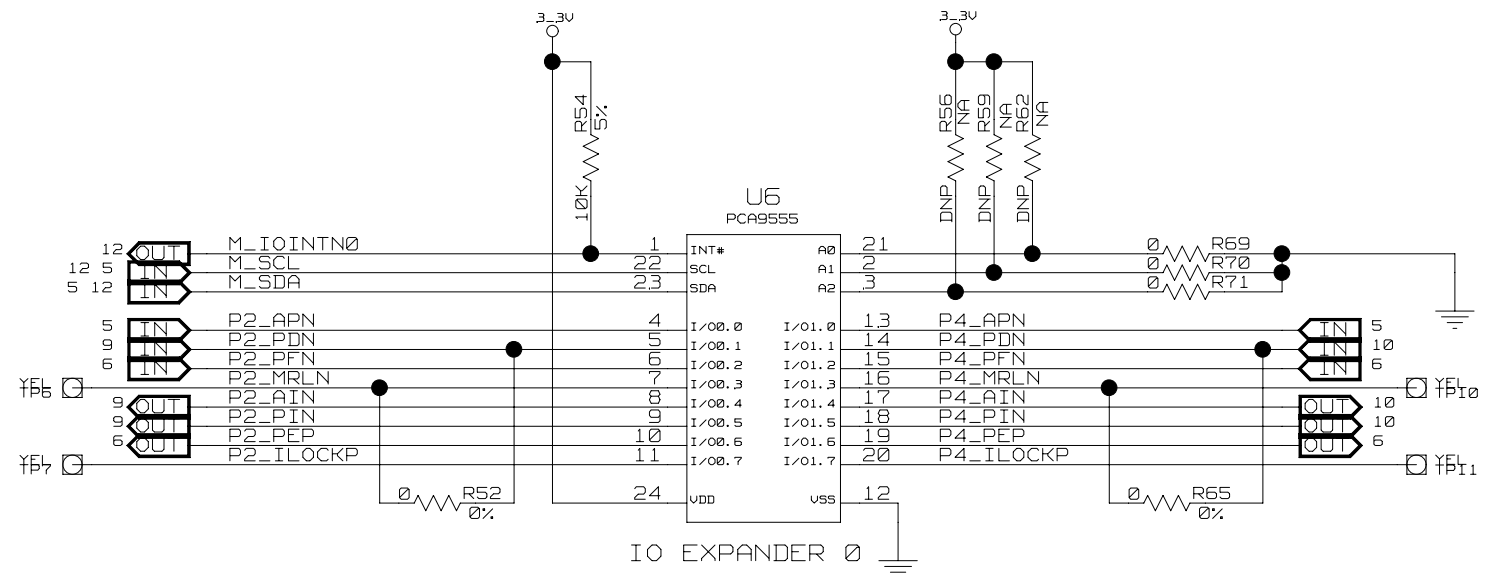 3_3V
3_3V
R54
5%
10K
R56
NA
DNP
R59
NA
DNP
R62
NA
DNP
U6
PCA9555
12 OUT M_IOINTN0 1 INT# A0 21 0 R69
12 5 IN M_SCL 22 SCL A1 2 0 R70
5 12 IN M_SDA 23 SDA A2 3 0 R71
5 IN P2_APN 4 I/O0.0 I/O1.0 13 P4_APN IN 5
9 IN P2_PDN 5 I/O0.1 I/O1.1 14 P4_PDN IN 10
6 IN P2_PFN 6 I/O0.2 I/O1.2 15 P4_PFN IN 6
YEL TP6 P2_MRLN 7 I/O0.3 I/O1.3 16 P4_MRLN YEL TP10
9 OUT P2_AIN 8 I/O0.4 I/O1.4 17 P4_AIN OUT 10
9 OUT P2_PIN 9 I/O0.5 I/O1.5 18 P4_PIN OUT 10
6 OUT P2_PEP 10 I/O0.6 I/O1.6 19 P4_PEP OUT 6
YEL TP7 P2_ILOCKP 11 I/O0.7 I/O1.7 20 P4_ILOCKP YEL TP11
0 R52 24 VDD VSS 12 0 R65
0% 0%
IO EXPANDER 0